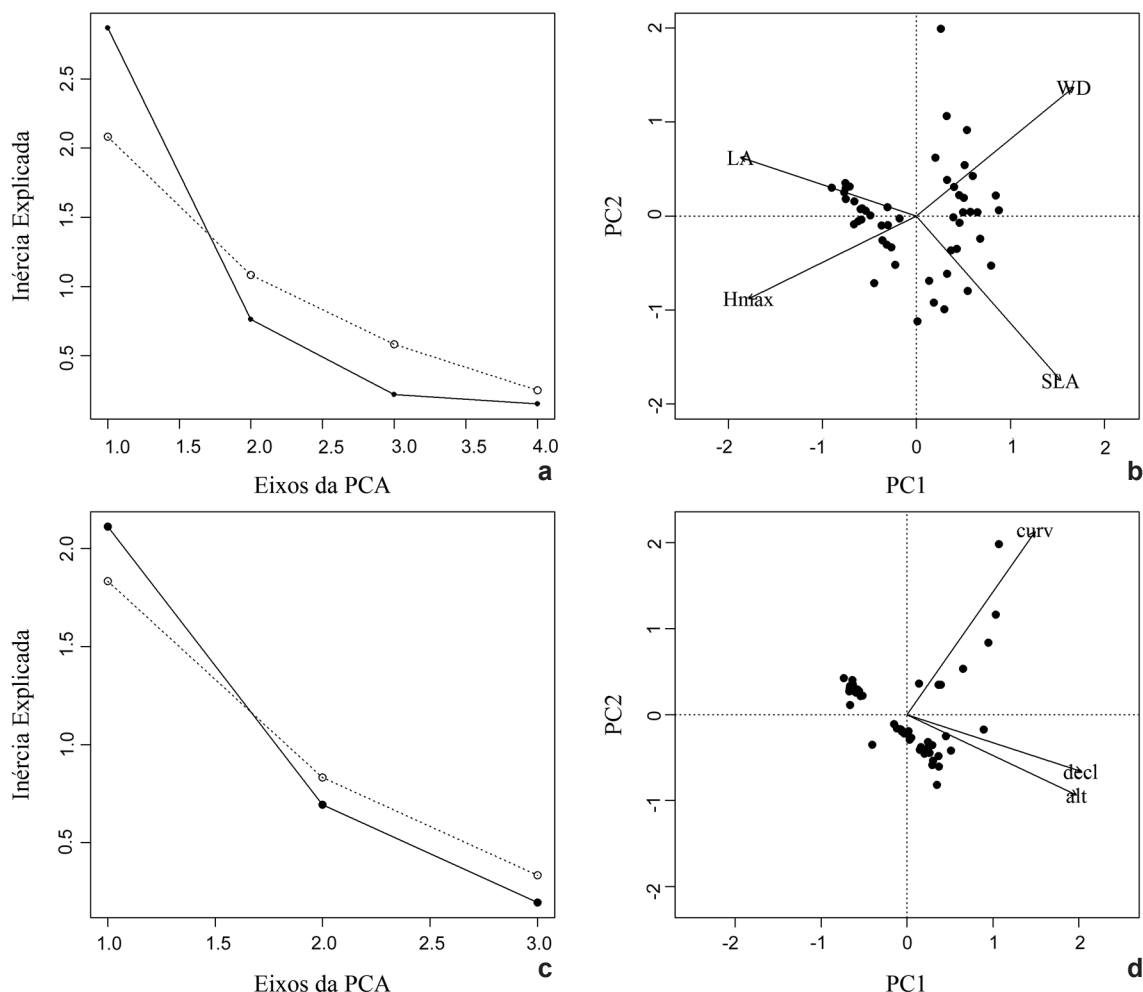 Inércia Explicada
2.5
2.0
1.5
1.0
0.5
1.0 1.5 2.0 2.5 3.0 3.5 4.0
Eixos da PCA
a
PC2
2
1
0
-1
-2
WD
LA
Hmax
SLA
-2 -1 0 1 2
PC1
b
Inércia Explicada
2.0
1.5
1.0
0.5
1.0 1.5 2.0 2.5 3.0
Eixos da PCA
c
PC2
2
1
0
-1
-2
curv
decl
alt
-2 -1 0 1 2
PC1
d